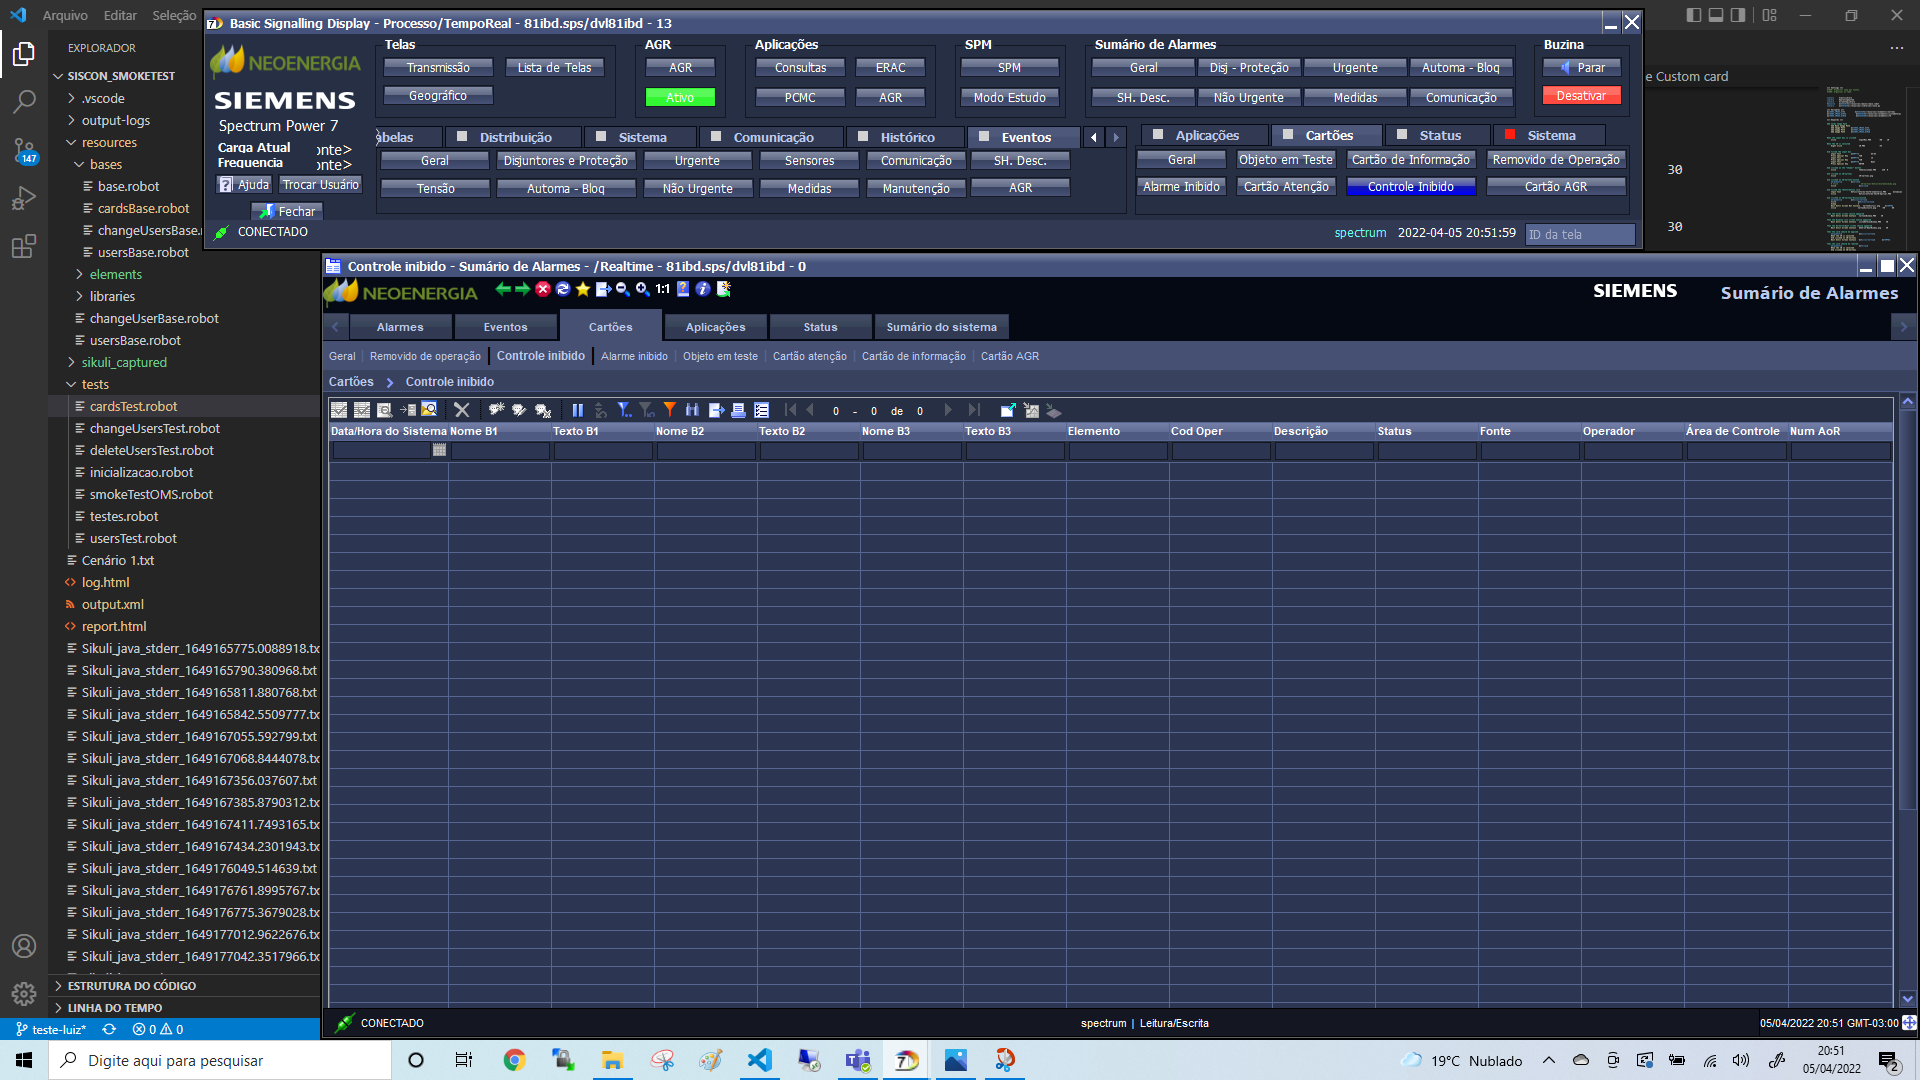 Arquivo Editar Seleção
EXPLORADOR
SISCON_SMOKETEST
.vscode
output-logs
resources
bases
base.robot
cardsBase.robot
changeUsersBase.
usersBase.robot
elements
libraries
changeUserBase.robot
usersBase.robot
sikuli_captured
tests
cardsTest.robot
changeUsersTest.robot
deleteUsersTest.robot
inicializacao.robot
smokeTestOMS.robot
testes.robot
usersTest.robot
Cenário 1.txt
log.html
output.xml
report.html
Sikuli_java_stderr_1649165775.0088918.tx
Sikuli_java_stderr_1649165790.380968.txt
Sikuli_java_stderr_1649165811.880768.txt
Sikuli_java_stderr_1649165842.5509777.tx
Sikuli_java_stderr_1649167055.592799.txt
Sikuli_java_stderr_1649167068.8444078.tx
Sikuli_java_stderr_1649167356.037607.txt
Sikuli_java_stderr_1649167385.8790312.tx
Sikuli_java_stderr_1649167411.7493165.tx
Sikuli_java_stderr_1649167434.2301943.tx
Sikuli_java_stderr_1649176049.514639.txt
Sikuli_java_stderr_1649176761.8995767.tx
Sikuli_java_stderr_1649176775.3679028.tx
Sikuli_java_stderr_1649177012.9622676.tx
Sikuli_java_stderr_1649177042.3517966.tx
ESTRUTURA DO CÓDIGO
LINHA DO TEMPO
147
teste-luiz* 0 0
e Custom card
30
30
Basic Signalling Display - Processo/TempoReal - 81ibd.sps/dvl81ibd - 13
NEOENERGIA
SIEMENS
Spectrum Power 7
Carga Atual onte>
Frequencia onte>
Ajuda Trocar Usuário
Fechar
CONECTADO
Telas
Transmissão Lista de Telas
Geográfico
AGR
AGR
Ativo
Aplicações
Consultas ERAC
PCMC AGR
SPM
SPM
Modo Estudo
Sumário de Alarmes
Geral Disj - Proteção Urgente Automa - Bloq
SH. Desc. Não Urgente Medidas Comunicação
Buzina
Parar
Desativar
belas Distribuição Sistema Comunicação Histórico Eventos
Geral Disjuntores e Proteção Urgente Sensores Comunicação SH. Desc.
Tensão Automa - Bloq Não Urgente Medidas Manutenção AGR
Aplicações Cartões Status Sistema
Geral Objeto em Teste Cartão de Informação Removido de Operação
Alarme Inibido Cartão Atenção Controle Inibido Cartão AGR
spectrum 2022-04-05 20:51:59 ID da tela
Controle inibido - Sumário de Alarmes - /Realtime - 81ibd.sps/dvl81ibd - 0
NEOENERGIA 1:1 SIEMENS Sumário de Alarmes
Alarmes Eventos Cartões Aplicações Status Sumário do sistema
Geral Removido de operação Controle inibido Alarme inibido Objeto em teste Cartão atenção Cartão de informação Cartão AGR
Cartões Controle inibido
0 - 0 de 0
Data/Hora do Sistema Nome B1 Texto B1 Nome B2 Texto B2 Nome B3 Texto B3 Elemento Cod Oper Descrição Status Fonte Operador Área de Controle Num AoR
CONECTADO spectrum | Leitura/Escrita 05/04/2022 20:51 GMT-03:00
Digite aqui para pesquisar
19°C Nublado
20:51
05/04/2022
2